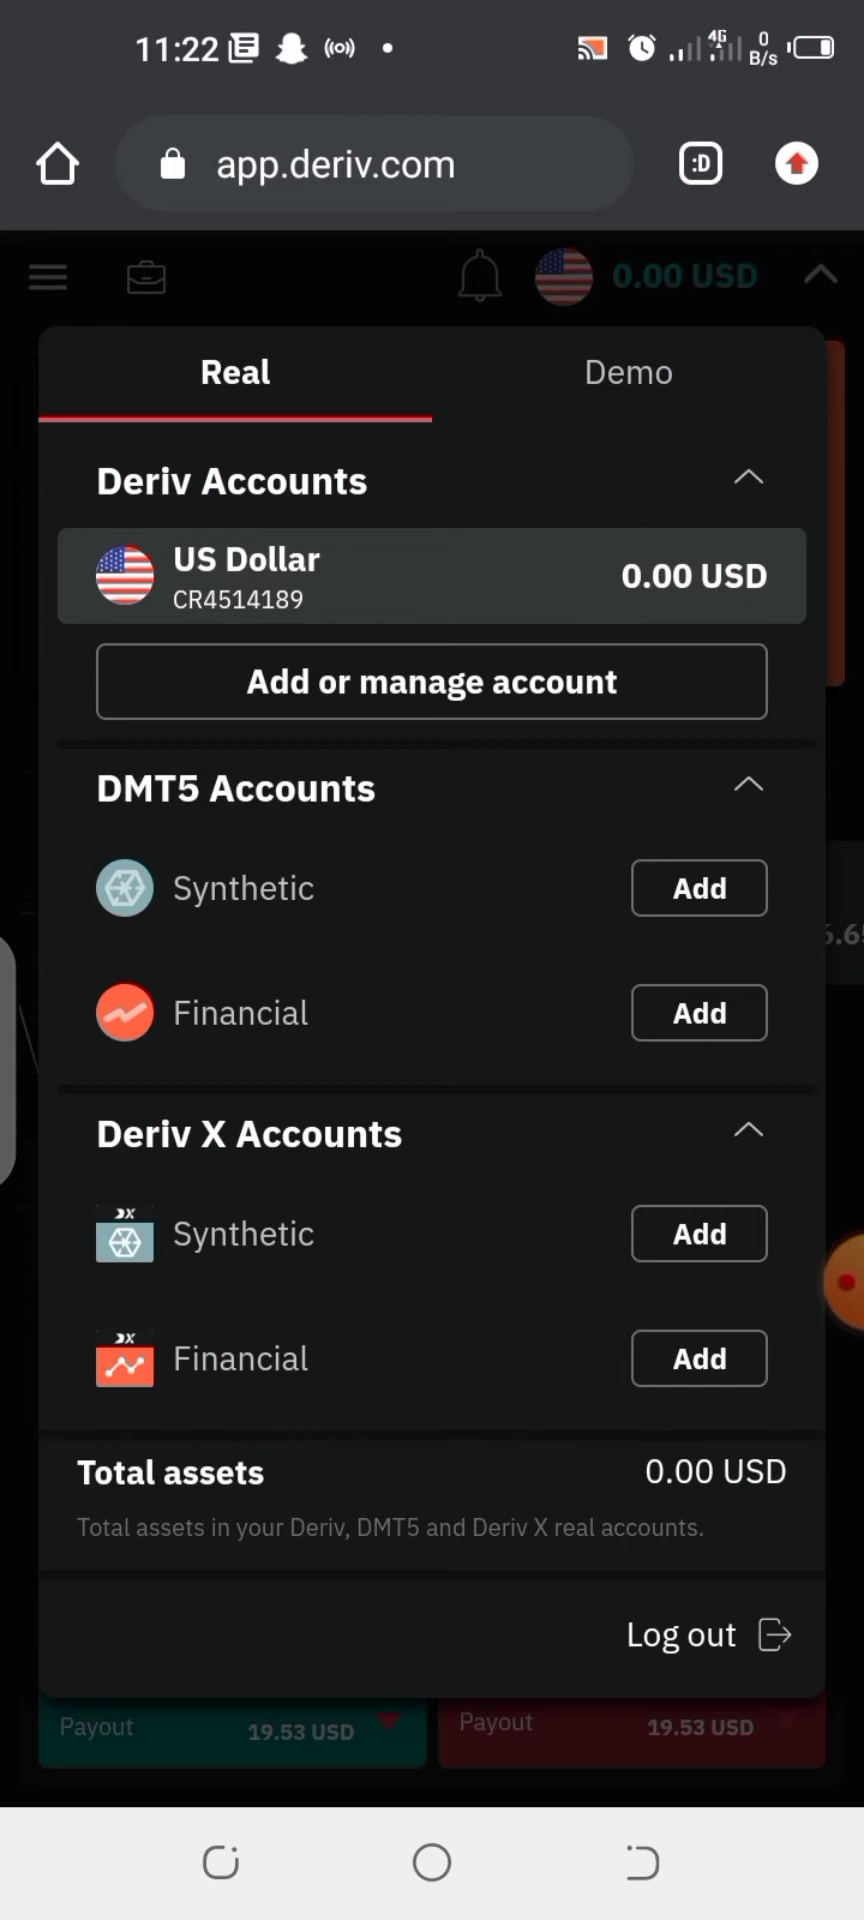 11:22
4G
0
B/s
app.deriv.com
:D
0.00 USD
Real
Demo
Deriv Accounts
US Dollar
0.00 USD
CR4514189
Add or manage account
DMT5 Accounts
Synthetic
Add
Financial
Add
Deriv X Accounts
Synthetic
Add
Financial
Add
Total assets
0.00 USD
Total assets in your Deriv, DMT5 and Deriv X real accounts.
Log out
Payout
19.53 USD
Payout
19.53 USD